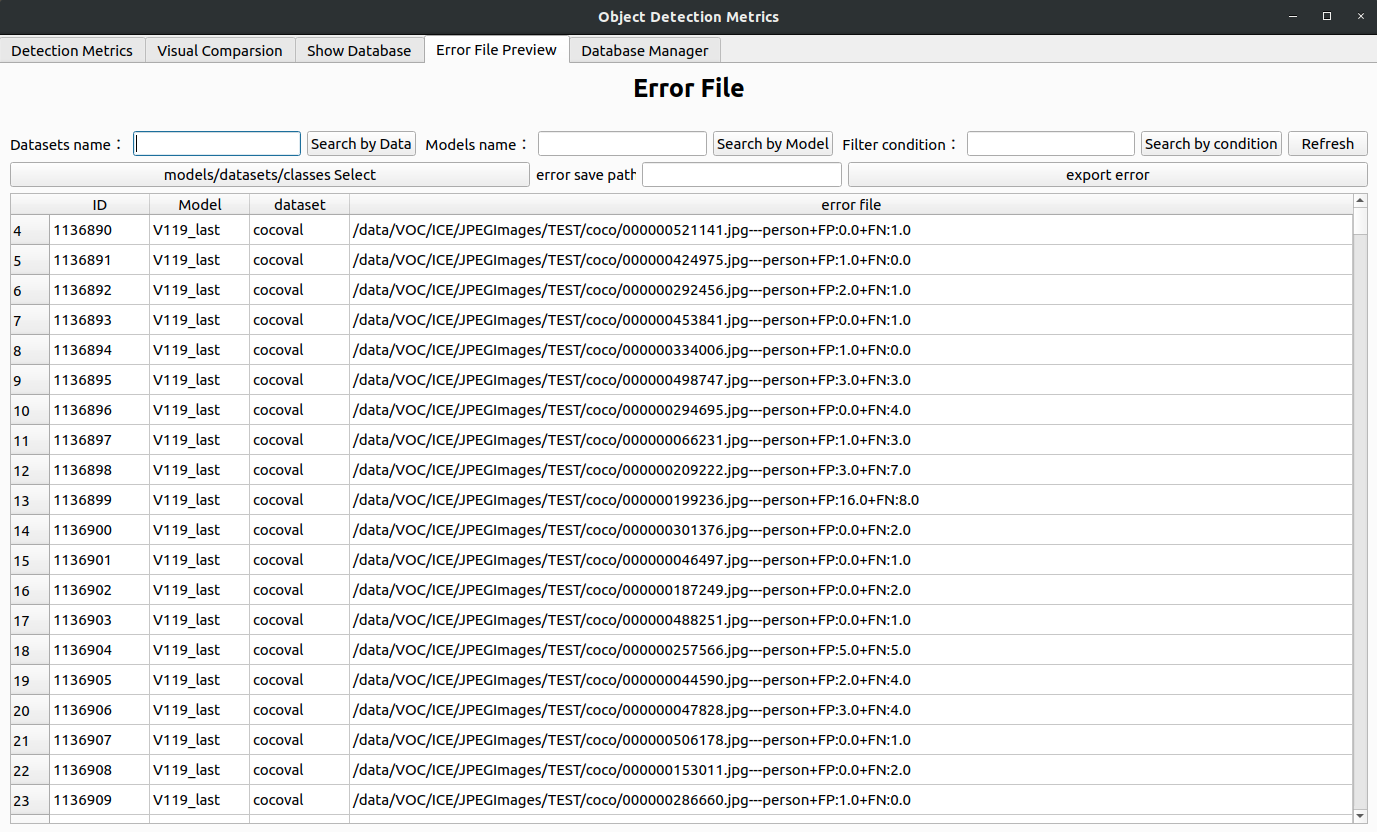 Object Detection Metrics
Detection Metrics Visual Comparsion Show Database Error File Preview Database Manager
Error File
Datasets name： Search by Data Models name： Search by Model Filter condition： Search by condition Refresh
models/datasets/classes Select error save path export error
ID Model dataset error file
4 1136890 V119_last cocoval /data/VOC/ICE/JPEGImages/TEST/coco/000000521141.jpg---person+FP:0.0+FN:1.0
5 1136891 V119_last cocoval /data/VOC/ICE/JPEGImages/TEST/coco/000000424975.jpg---person+FP:1.0+FN:0.0
6 1136892 V119_last cocoval /data/VOC/ICE/JPEGImages/TEST/coco/000000292456.jpg---person+FP:2.0+FN:1.0
7 1136893 V119_last cocoval /data/VOC/ICE/JPEGImages/TEST/coco/000000453841.jpg---person+FP:0.0+FN:1.0
8 1136894 V119_last cocoval /data/VOC/ICE/JPEGImages/TEST/coco/000000334006.jpg---person+FP:1.0+FN:0.0
9 1136895 V119_last cocoval /data/VOC/ICE/JPEGImages/TEST/coco/000000498747.jpg---person+FP:3.0+FN:3.0
10 1136896 V119_last cocoval /data/VOC/ICE/JPEGImages/TEST/coco/000000294695.jpg---person+FP:0.0+FN:4.0
11 1136897 V119_last cocoval /data/VOC/ICE/JPEGImages/TEST/coco/000000066231.jpg---person+FP:1.0+FN:3.0
12 1136898 V119_last cocoval /data/VOC/ICE/JPEGImages/TEST/coco/000000209222.jpg---person+FP:3.0+FN:7.0
13 1136899 V119_last cocoval /data/VOC/ICE/JPEGImages/TEST/coco/000000199236.jpg---person+FP:16.0+FN:8.0
14 1136900 V119_last cocoval /data/VOC/ICE/JPEGImages/TEST/coco/000000301376.jpg---person+FP:0.0+FN:2.0
15 1136901 V119_last cocoval /data/VOC/ICE/JPEGImages/TEST/coco/000000046497.jpg---person+FP:0.0+FN:1.0
16 1136902 V119_last cocoval /data/VOC/ICE/JPEGImages/TEST/coco/000000187249.jpg---person+FP:0.0+FN:2.0
17 1136903 V119_last cocoval /data/VOC/ICE/JPEGImages/TEST/coco/000000488251.jpg---person+FP:0.0+FN:1.0
18 1136904 V119_last cocoval /data/VOC/ICE/JPEGImages/TEST/coco/000000257566.jpg---person+FP:5.0+FN:5.0
19 1136905 V119_last cocoval /data/VOC/ICE/JPEGImages/TEST/coco/000000044590.jpg---person+FP:2.0+FN:4.0
20 1136906 V119_last cocoval /data/VOC/ICE/JPEGImages/TEST/coco/000000047828.jpg---person+FP:3.0+FN:4.0
21 1136907 V119_last cocoval /data/VOC/ICE/JPEGImages/TEST/coco/000000506178.jpg---person+FP:0.0+FN:1.0
22 1136908 V119_last cocoval /data/VOC/ICE/JPEGImages/TEST/coco/000000153011.jpg---person+FP:0.0+FN:2.0
23 1136909 V119_last cocoval /data/VOC/ICE/JPEGImages/TEST/coco/000000286660.jpg---person+FP:1.0+FN:0.0